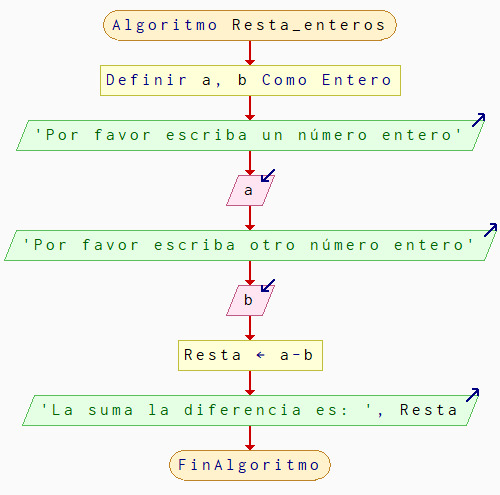 Algoritmo Resta_enteros
Definir a, b Como Entero
'Por favor escriba un número entero'
a
'Por favor escriba otro número entero'
b
Resta ← a-b
'La suma la diferencia es: ', Resta
FinAlgoritmo